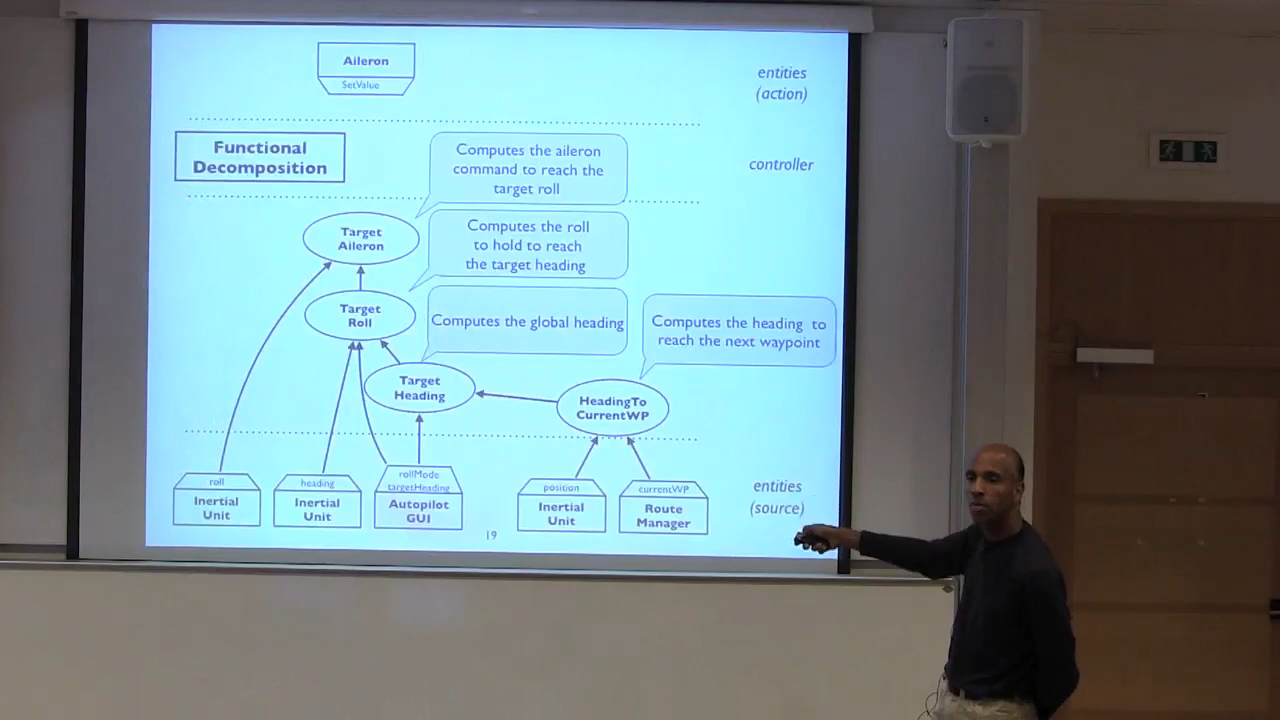 Aileron
SetValue
entities
(action)
Functional
Decomposition
Computes the aileron
command to reach the
target roll
controller
Target
Aileron
Computes the roll
to hold to reach
the target heading
Target
Roll
Computes the global heading
Computes the heading to
reach the next waypoint
Target
Heading
HeadingTo
CurrentWP
roll
Inertial
Unit
heading
Inertial
Unit
rollMode
targetHeading
Autopilot
GUI
position
Inertial
Unit
currentWP
Route
Manager
entities
(source)
19